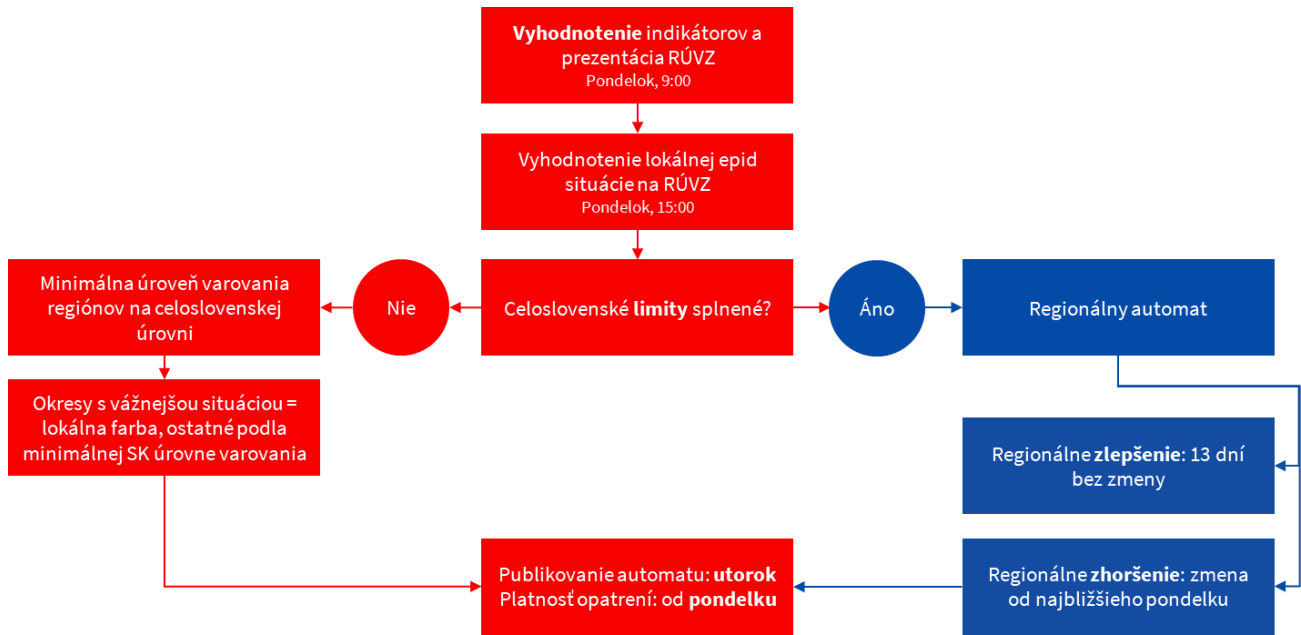 Vyhodnotenie indikátorov a
prezentácia RÚVZ
Pondelok, 9:00
Vyhodnotenie lokálnej epid
situácie na RÚVZ
Pondelok, 15:00
Minimálna úroveň varovania
regiónov na celoslovenskej
úrovni
Nie
Celoslovenské limity splnené?
Áno
Regionálny automat
Okresy s vážnejšou situáciou =
lokálna farba, ostatné podla
minimálnej SK úrovne varovania
Regionálne zlepšenie: 13 dní
bez zmeny
Publikovanie automatu: utorok
Platnosť opatrení: od pondelku
Regionálne zhoršenie: zmena
od najbližšieho pondelku